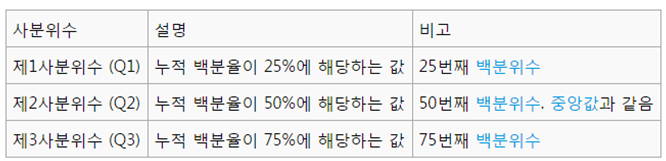 사분위수 설명 비고
제1사분위수 (Q1) 누적 백분율이 25%에 해당하는 값 25번째 백분위수
제2사분위수 (Q2) 누적 백분율이 50%에 해당하는 값 50번째 백분위수. 중앙값과 같음
제3사분위수 (Q3) 누적 백분율이 75%에 해당하는 값 75번째 백분위수